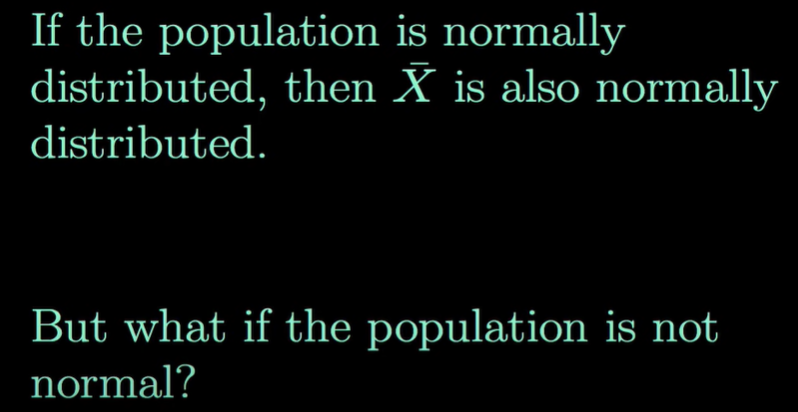 If the population is normally
distributed, then X̄ is also normally
distributed.
But what if the population is not
normal?